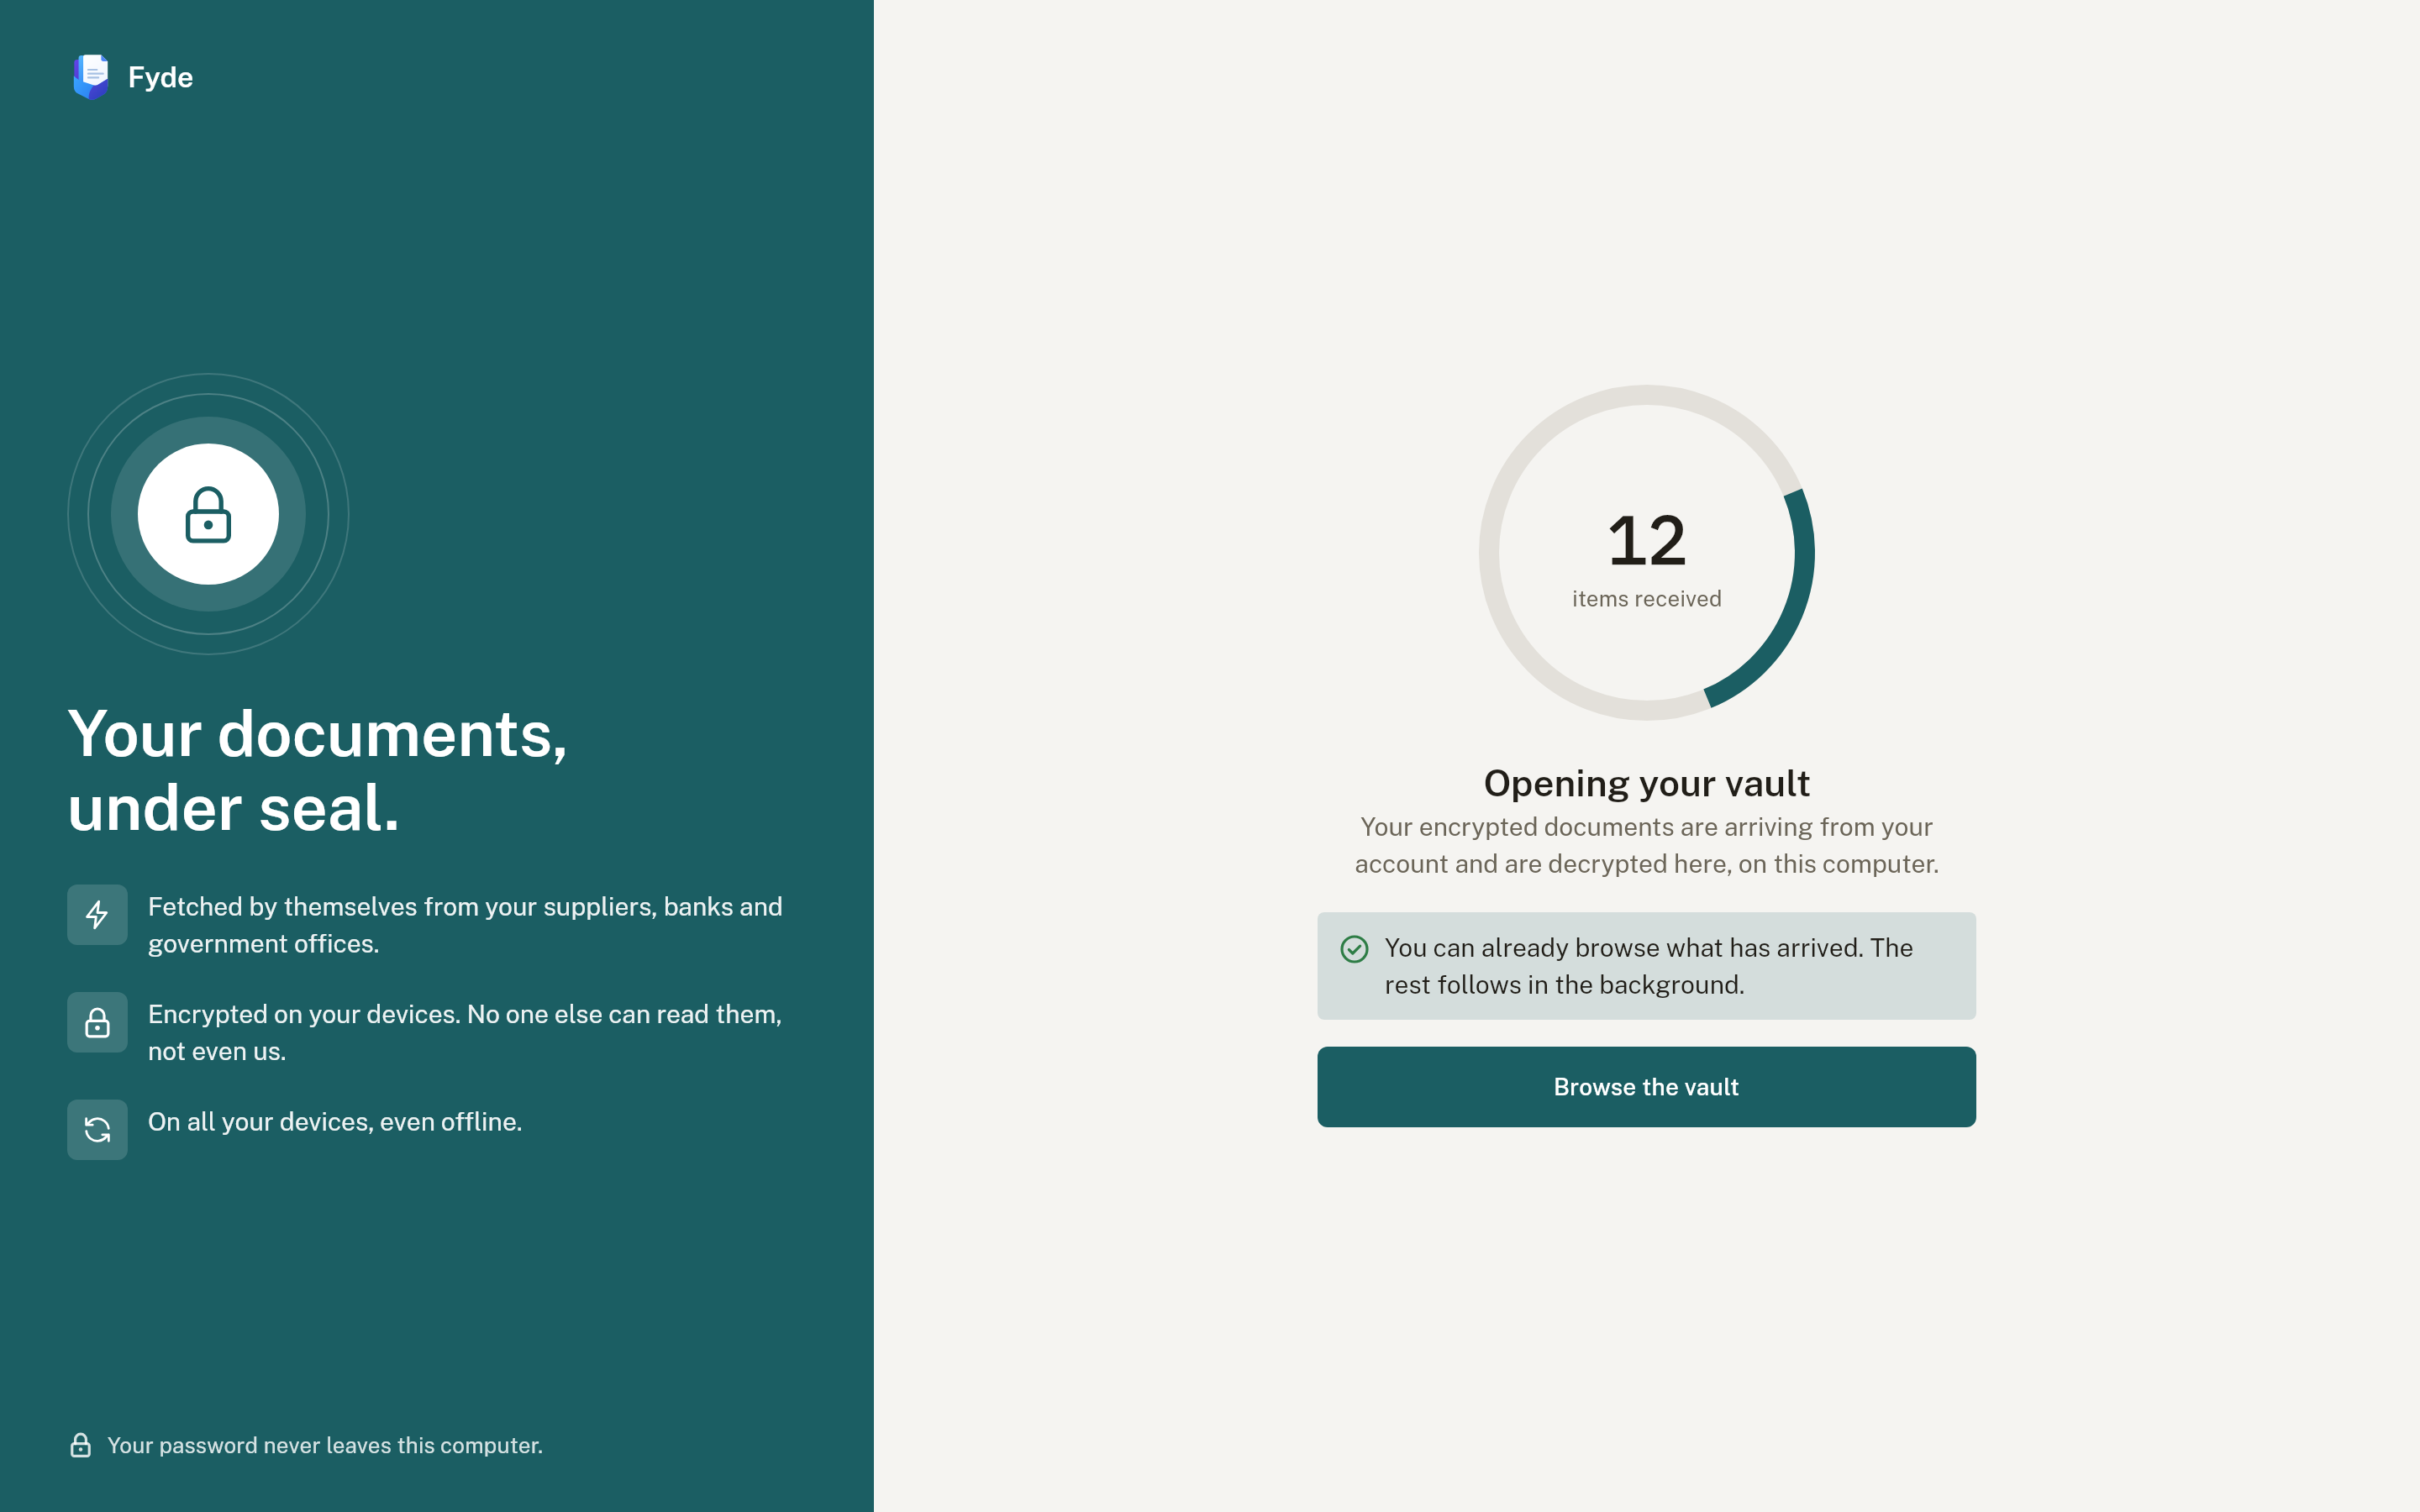 Fyde
Your documents,
under seal.
Fetched by themselves from your suppliers, banks and
government offices.
Encrypted on your devices. No one else can read them,
not even us.
On all your devices, even offline.
Your password never leaves this computer.
12
items received
Opening your vault
Your encrypted documents are arriving from your
account and are decrypted here, on this computer.
You can already browse what has arrived. The
rest follows in the background.
Browse the vault